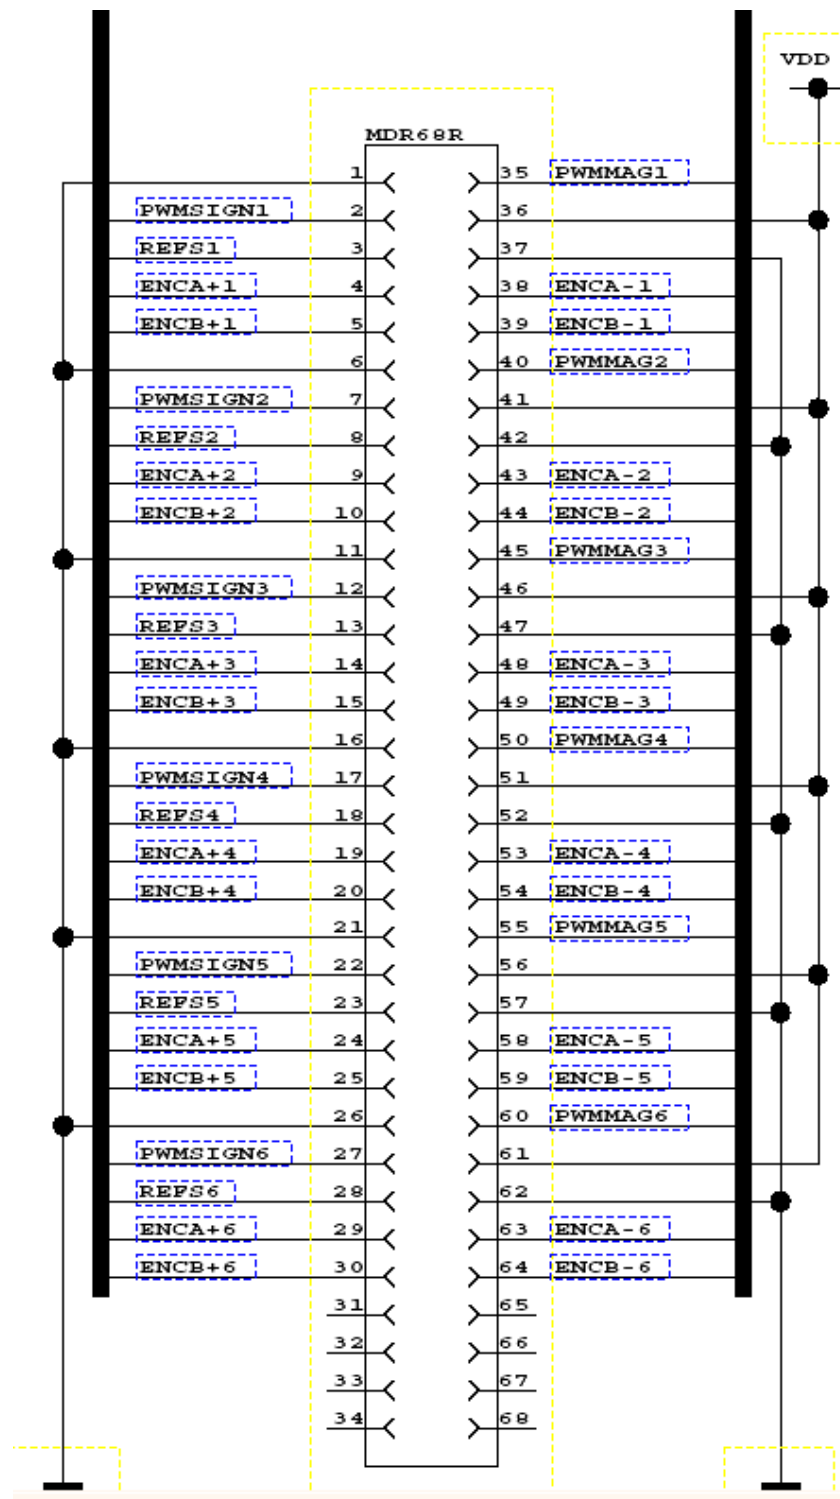 VDD
MDR68R
1 35 PWMMAG1
PWMSIGN1 2 36
REFS1 3 37
ENCA+1 4 38 ENCA-1
ENCB+1 5 39 ENCB-1
6 40 PWMMAG2
PWMSIGN2 7 41
REFS2 8 42
ENCA+2 9 43 ENCA-2
ENCB+2 10 44 ENCB-2
11 45 PWMMAG3
PWMSIGN3 12 46
REFS3 13 47
ENCA+3 14 48 ENCA-3
ENCB+3 15 49 ENCB-3
16 50 PWMMAG4
PWMSIGN4 17 51
REFS4 18 52
ENCA+4 19 53 ENCA-4
ENCB+4 20 54 ENCB-4
21 55 PWMMAG5
PWMSIGN5 22 56
REFS5 23 57
ENCA+5 24 58 ENCA-5
ENCB+5 25 59 ENCB-5
26 60 PWMMAG6
PWMSIGN6 27 61
REFS6 28 62
ENCA+6 29 63 ENCA-6
ENCB+6 30 64 ENCB-6
31 65
32 66
33 67
34 68